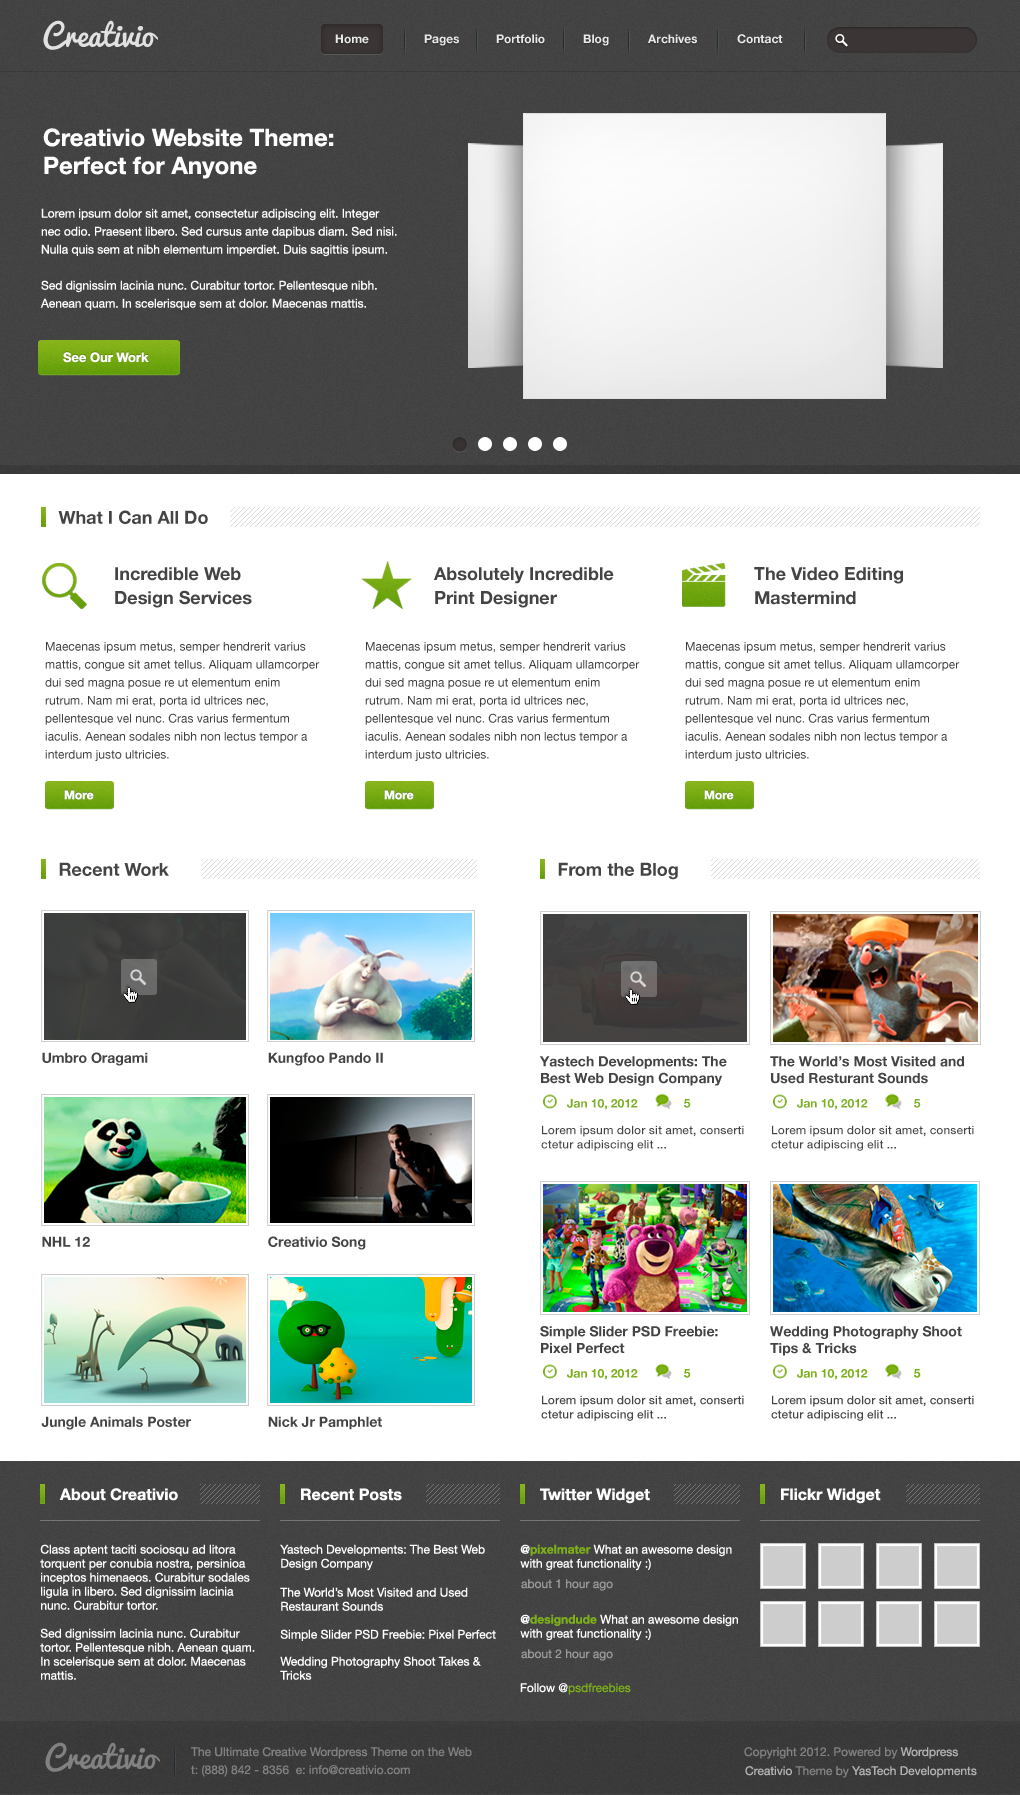 Creativio
Home
Pages
Portfolio
Blog
Archives
Contact
Creativio Website Theme:
Perfect for Anyone
Lorem ipsum dolor sit amet, consectetur adipiscing elit. Integer
nec odio. Praesent libero. Sed cursus ante dapibus diam. Sed nisi.
Nulla quis sem at nibh elementum imperdiet. Duis sagittis ipsum.
Sed dignissim lacinia nunc. Curabitur tortor. Pellentesque nibh.
Aenean quam. In scelerisque sem at dolor. Maecenas mattis.
See Our Work
What I Can All Do
Incredible Web
Design Services
Maecenas ipsum metus, semper hendrerit varius
mattis, congue sit amet tellus. Aliquam ullamcorper
dui sed magna posue re ut elementum enim
rutrum. Nam mi erat, porta id ultrices nec,
pellentesque vel nunc. Cras varius fermentum
iaculis. Aenean sodales nibh non lectus tempor a
interdum justo ultricies.
More
Absolutely Incredible
Print Designer
Maecenas ipsum metus, semper hendrerit varius
mattis, congue sit amet tellus. Aliquam ullamcorper
dui sed magna posue re ut elementum enim
rutrum. Nam mi erat, porta id ultrices nec,
pellentesque vel nunc. Cras varius fermentum
iaculis. Aenean sodales nibh non lectus tempor a
interdum justo ultricies.
More
The Video Editing
Mastermind
Maecenas ipsum metus, semper hendrerit varius
mattis, congue sit amet tellus. Aliquam ullamcorper
dui sed magna posue re ut elementum enim
rutrum. Nam mi erat, porta id ultrices nec,
pellentesque vel nunc. Cras varius fermentum
iaculis. Aenean sodales nibh non lectus tempor a
interdum justo ultricies.
More
Recent Work
Umbro Oragami
Kungfoo Pando II
NHL 12
Creativio Song
Jungle Animals Poster
Nick Jr Pamphlet
From the Blog
Yastech Developments: The
Best Web Design Company
Jan 10, 2012 5
Lorem ipsum dolor sit amet, conserti
ctetur adipiscing elit ...
The World's Most Visited and
Used Resturant Sounds
Jan 10, 2012 5
Lorem ipsum dolor sit amet, conserti
ctetur adipiscing elit ...
Simple Slider PSD Freebie:
Pixel Perfect
Jan 10, 2012 5
Lorem ipsum dolor sit amet, conserti
ctetur adipiscing elit ...
Wedding Photography Shoot
Tips & Tricks
Jan 10, 2012 5
Lorem ipsum dolor sit amet, conserti
ctetur adipiscing elit ...
About Creativio
Class aptent taciti sociosqu ad litora
torquent per conubia nostra, persinioa
inceptos himenaeos. Curabitur sodales
ligula in libero. Sed dignissim lacinia
nunc. Curabitur tortor.
Sed dignissim lacinia nunc. Curabitur
tortor. Pellentesque nibh. Aenean quam.
In scelerisque sem at dolor. Maecenas
mattis.
Recent Posts
Yastech Developments: The Best Web
Design Company
The World's Most Visited and Used
Restaurant Sounds
Simple Slider PSD Freebie: Pixel Perfect
Wedding Photography Shoot Takes &
Tricks
Twitter Widget
@pixelmater What an awesome design
with great functionality :)
about 1 hour ago
@designdude What an awesome design
with great functionality :)
about 2 hour ago
Follow @psdfreebies
Flickr Widget
Creativio
The Ultimate Creative Wordpress Theme on the Web
t: (888) 842 - 8356 e: info@creativio.com
Copyright 2012. Powered by Wordpress
Creativio Theme by YasTech Developments